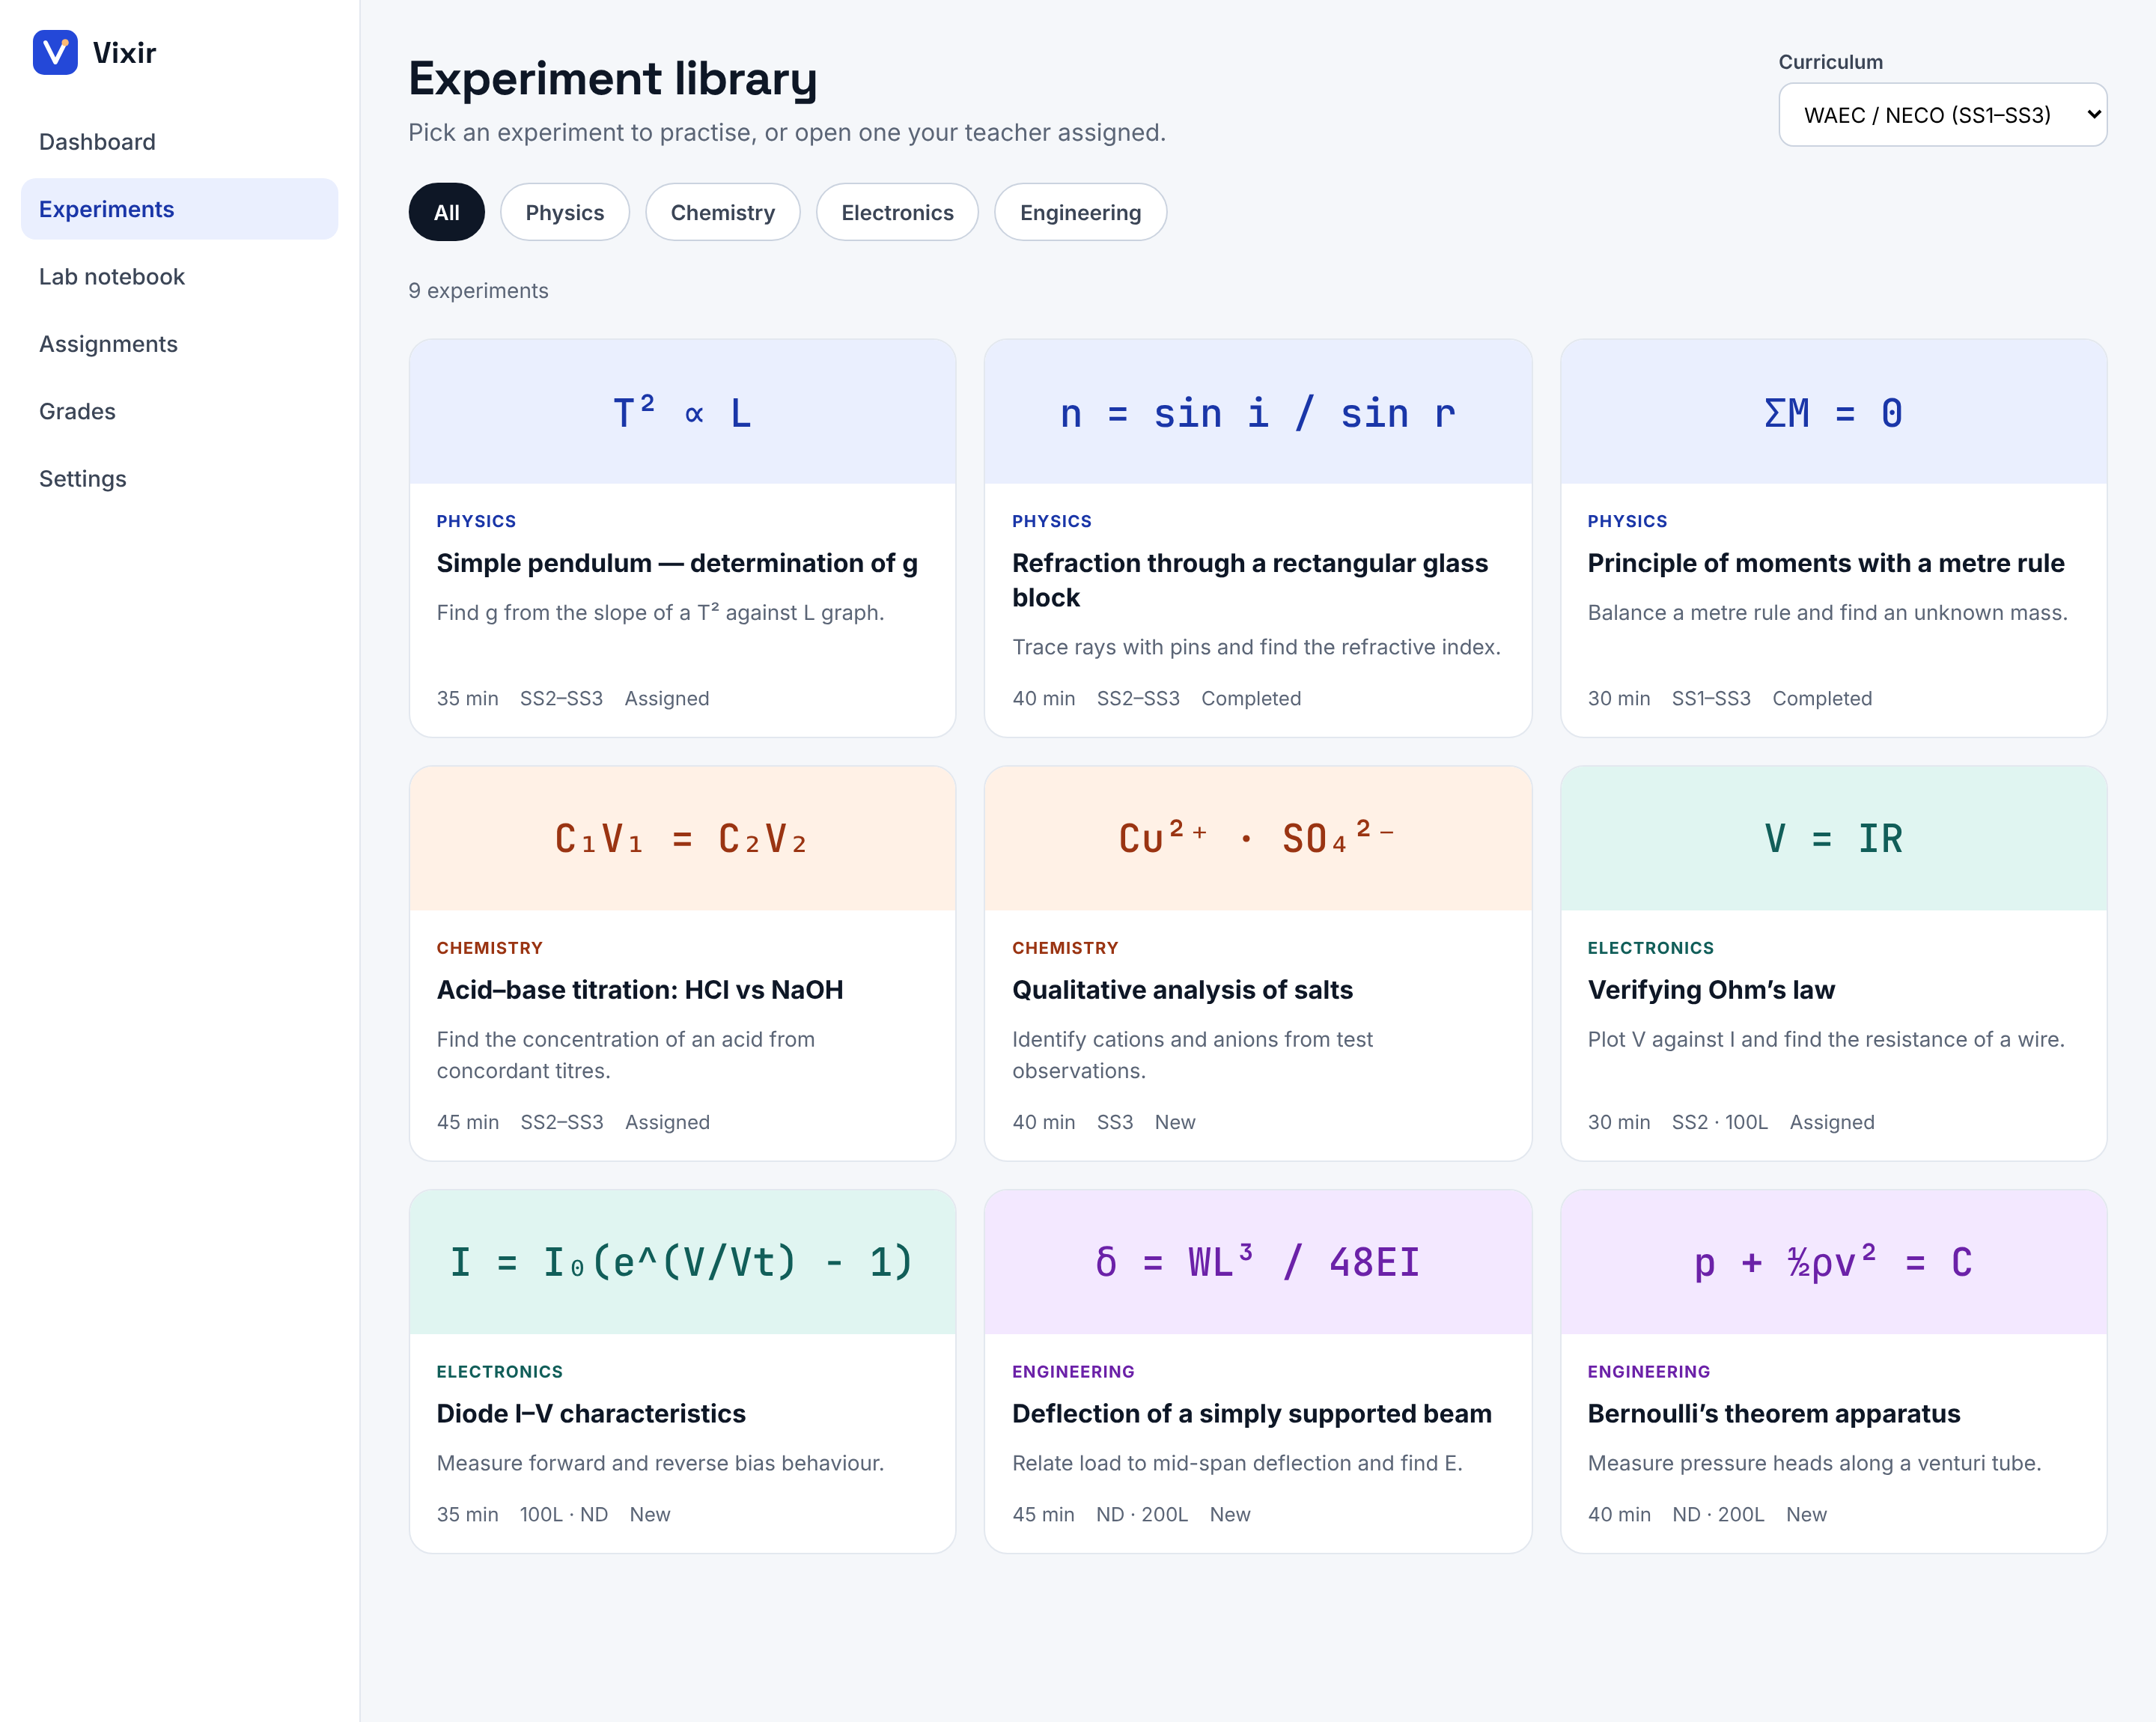 Vixir
Dashboard
Experiments
Lab notebook
Assignments
Grades
Settings
Experiment library
Pick an experiment to practise, or open one your teacher assigned.
Curriculum
WAEC / NECO (SS1–SS3)
All
Physics
Chemistry
Electronics
Engineering
9 experiments
T² ∝ L
PHYSICS
Simple pendulum — determination of g
Find g from the slope of a T² against L graph.
35 min SS2–SS3 Assigned
n = sin i / sin r
PHYSICS
Refraction through a rectangular glass
block
Trace rays with pins and find the refractive index.
40 min SS2–SS3 Completed
ΣM = 0
PHYSICS
Principle of moments with a metre rule
Balance a metre rule and find an unknown mass.
30 min SS1–SS3 Completed
C₁V₁ = C₂V₂
CHEMISTRY
Acid–base titration: HCl vs NaOH
Find the concentration of an acid from
concordant titres.
45 min SS2–SS3 Assigned
Cu²⁺ · SO₄²⁻
CHEMISTRY
Qualitative analysis of salts
Identify cations and anions from test
observations.
40 min SS3 New
V = IR
ELECTRONICS
Verifying Ohm’s law
Plot V against I and find the resistance of a wire.
30 min SS2 · 100L Assigned
I = I₀(e^(V/Vt) - 1)
ELECTRONICS
Diode I–V characteristics
Measure forward and reverse bias behaviour.
35 min 100L · ND New
δ = WL³ / 48EI
ENGINEERING
Deflection of a simply supported beam
Relate load to mid-span deflection and find E.
45 min ND · 200L New
p + ½ρv² = C
ENGINEERING
Bernoulli’s theorem apparatus
Measure pressure heads along a venturi tube.
40 min ND · 200L New